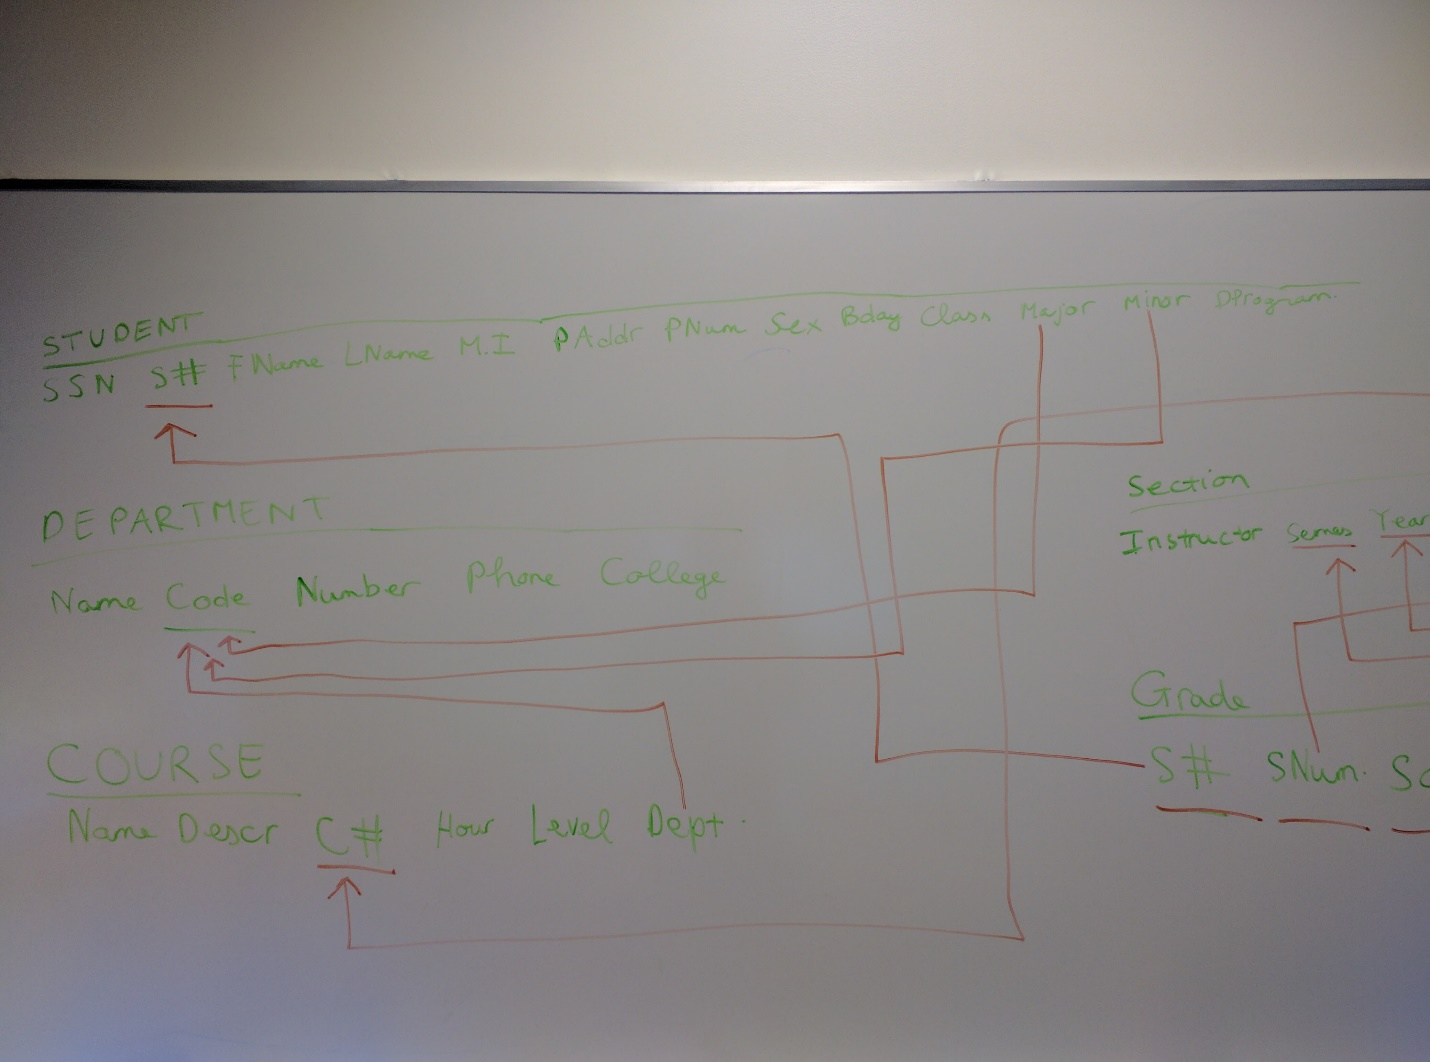 STUDENT
SSN S# FName LName M.I PAddr PNum Sex Bday Class Major Minor DProgram.
DEPARTMENT
Name Code Number Phone College
COURSE
Name Descr C# Hour Level Dept.
Section
Instructor Semes Year
Grade
S# SNum.